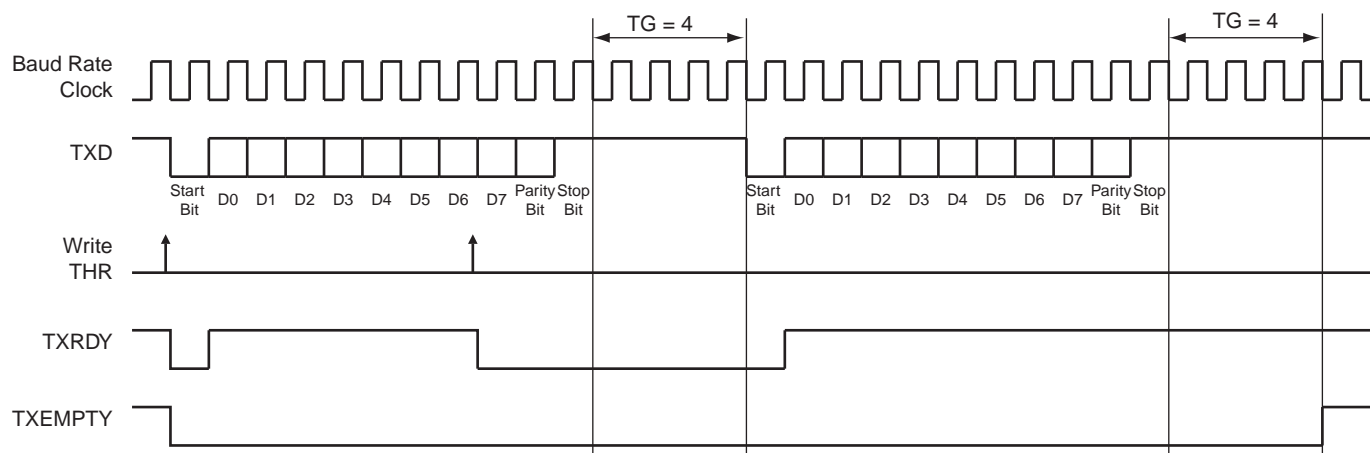 TG = 4
TG = 4
Baud Rate
Clock
TXD
Start
Bit
D0
D1
D2
D3
D4
D5
D6
D7
Parity
Bit
Stop
Bit
Start
Bit
D0
D1
D2
D3
D4
D5
D6
D7
Parity
Bit
Stop
Bit
Write
THR
TXRDY
TXEMPTY